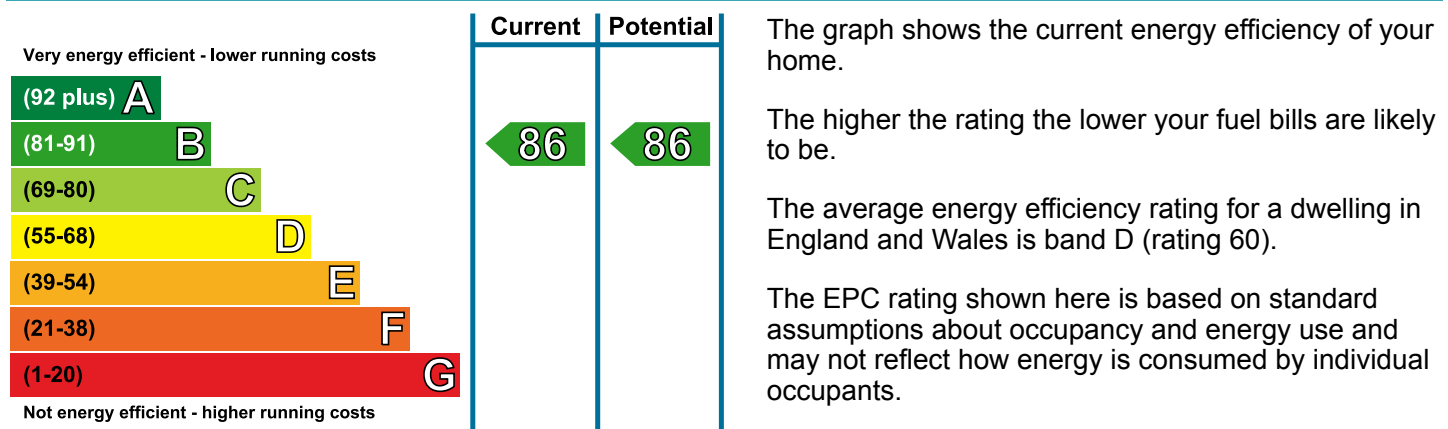 Current Potential
Very energy efficient - lower running costs
(92 plus) A
(81-91) B
86 86
(69-80) C
(55-68) D
(39-54) E
(21-38) F
(1-20) G
Not energy efficient - higher running costs
The graph shows the current energy efficiency of your
home.
The higher the rating the lower your fuel bills are likely
to be.
The average energy efficiency rating for a dwelling in
England and Wales is band D (rating 60).
The EPC rating shown here is based on standard
assumptions about occupancy and energy use and
may not reflect how energy is consumed by individual
occupants.